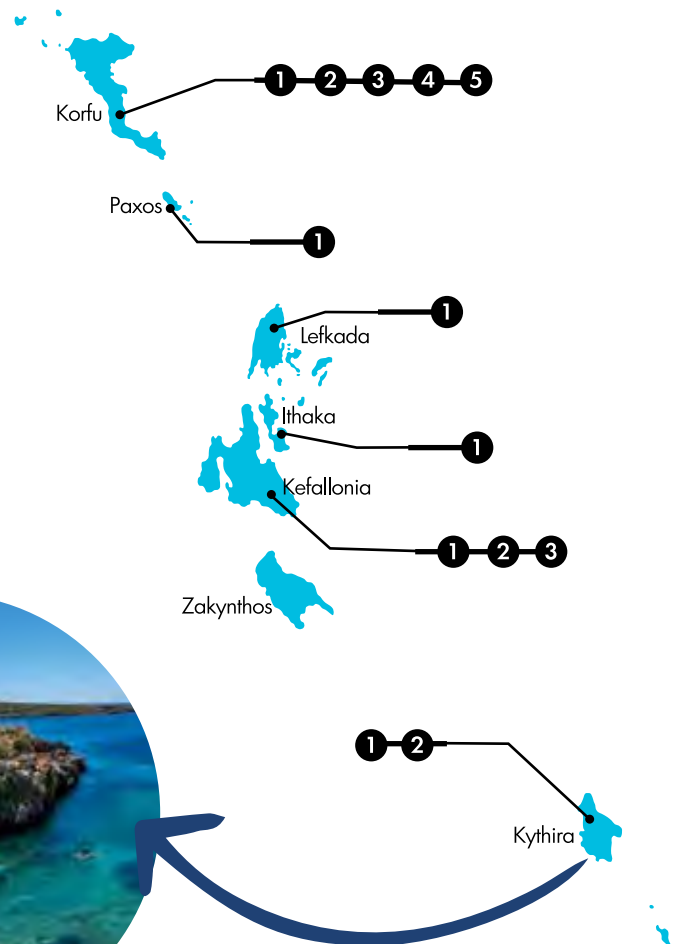 Korfu
1 2 3 4 5
Paxos
1
1
Lefkada
Ithaka
1
Kefallonia
1 2 3
Zakynthos
1 2
Kythira